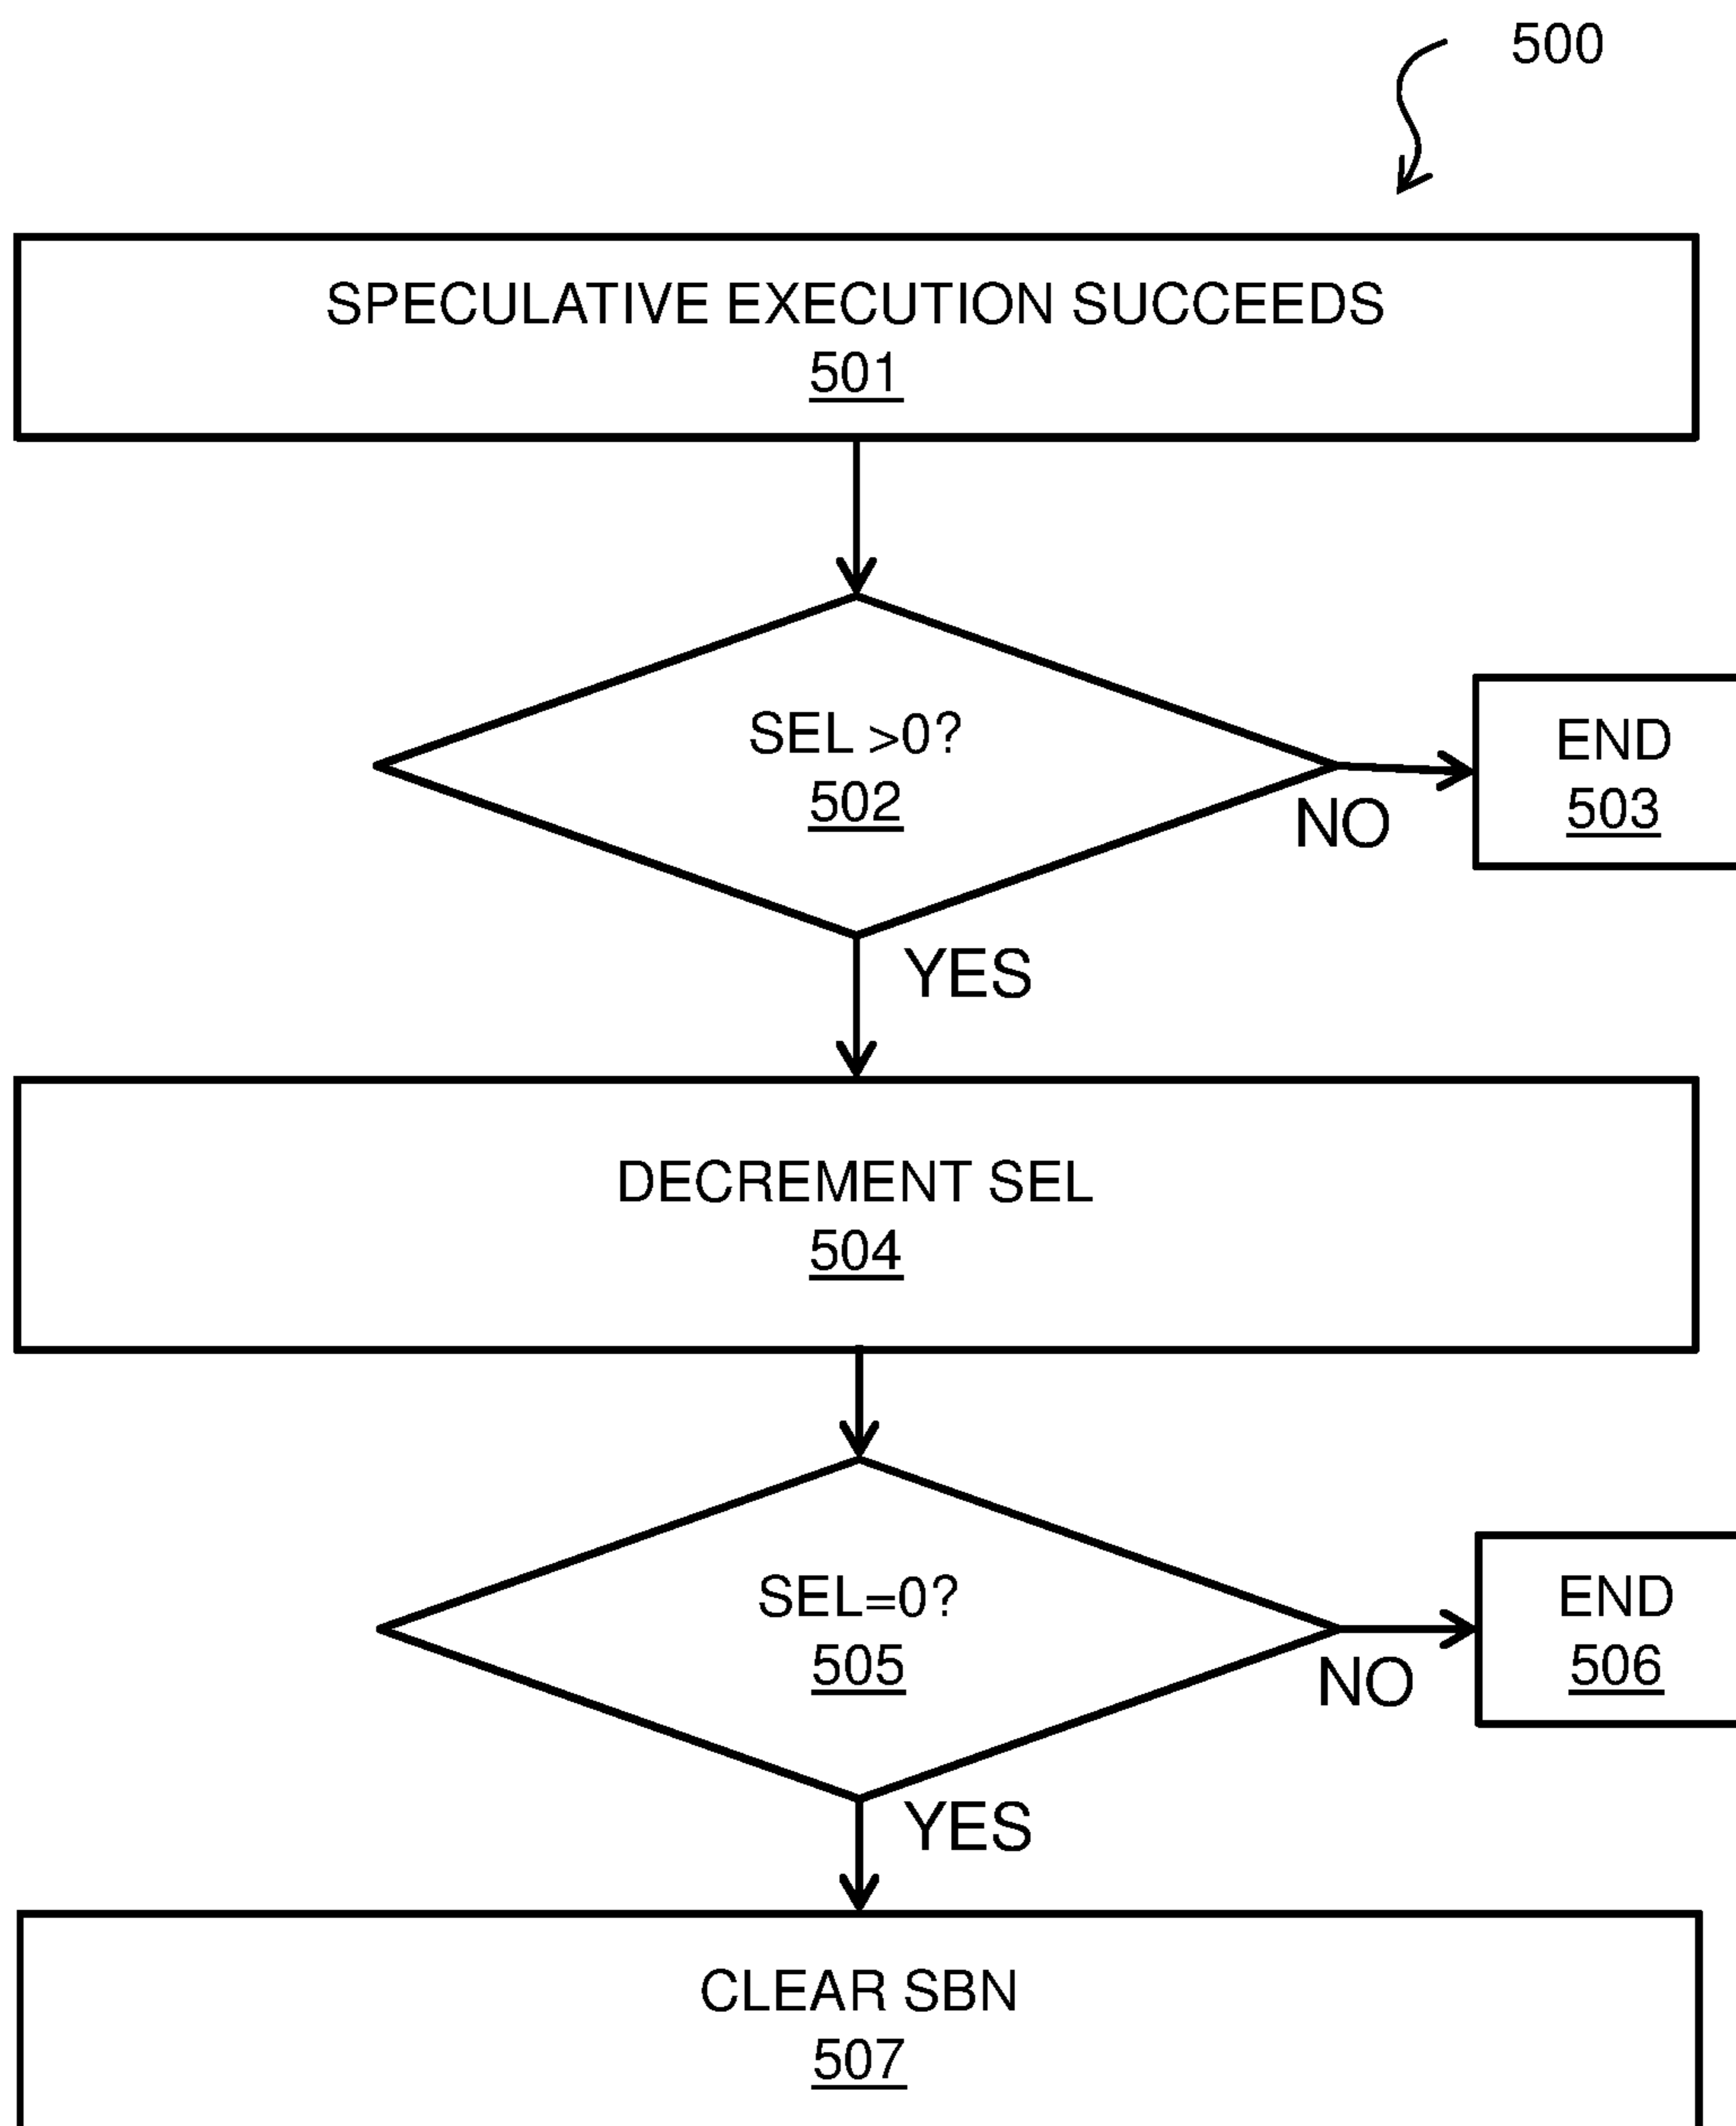 500
SPECULATIVE EXECUTION SUCCEEDS
501
SEL >0?
502
NO
END
503
YES
DECREMENT SEL
504
SEL=0?
505
NO
END
506
YES
CLEAR SBN
507